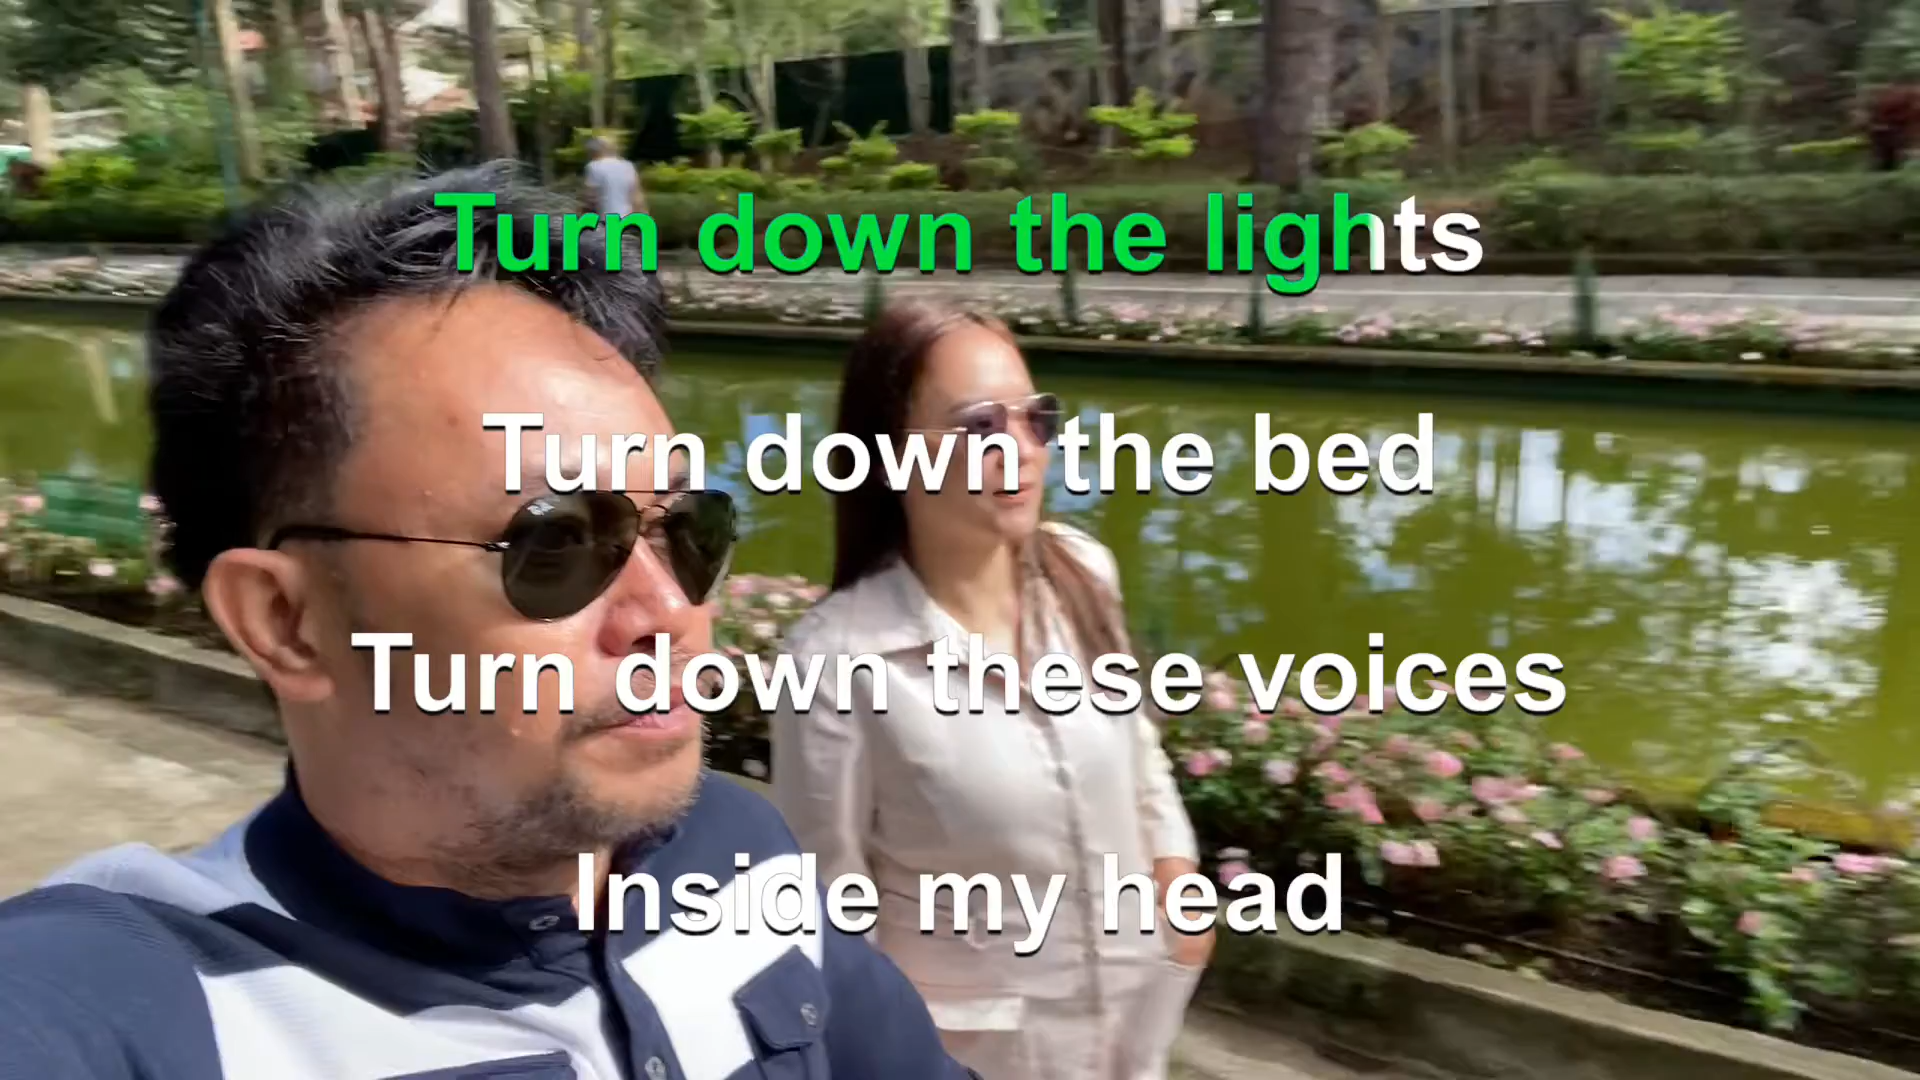 Turn down the lights
Turn down the bed
Turn down these voices
Inside my head